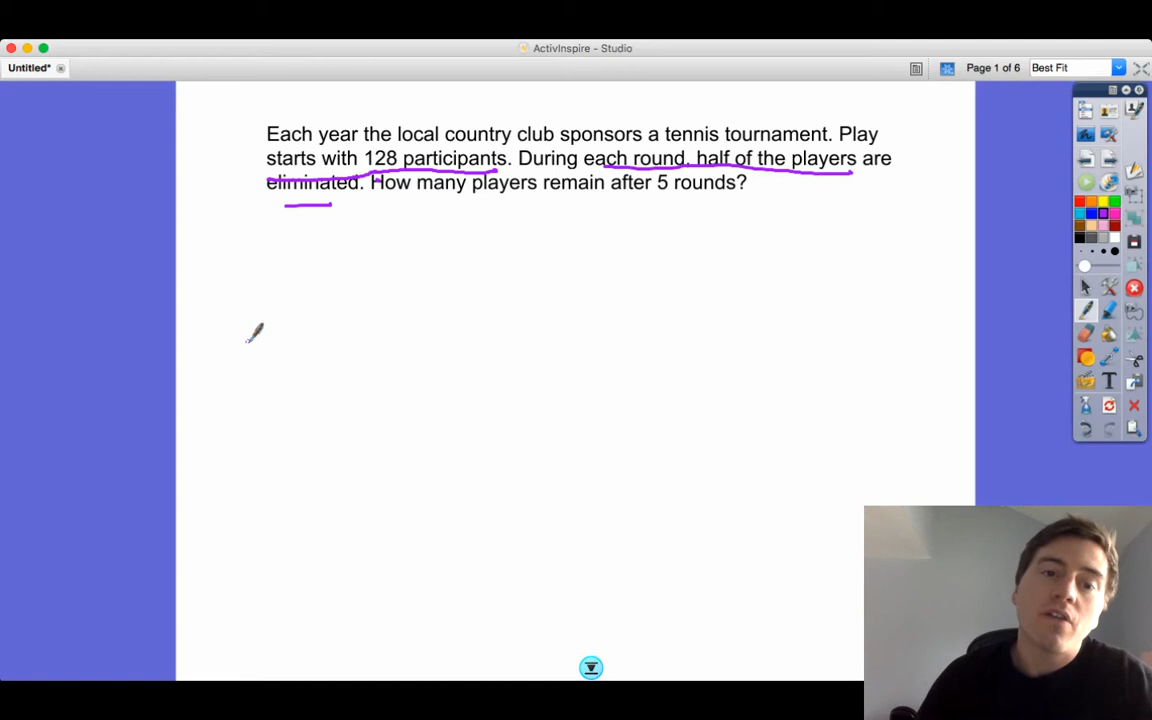 ActivInspire - Studio
Untitled*
Page 1 of 6
Best Fit
Each year the local country club sponsors a tennis tournament. Play
starts with 128 participants. During each round, half of the players are
eliminated. How many players remain after 5 rounds?